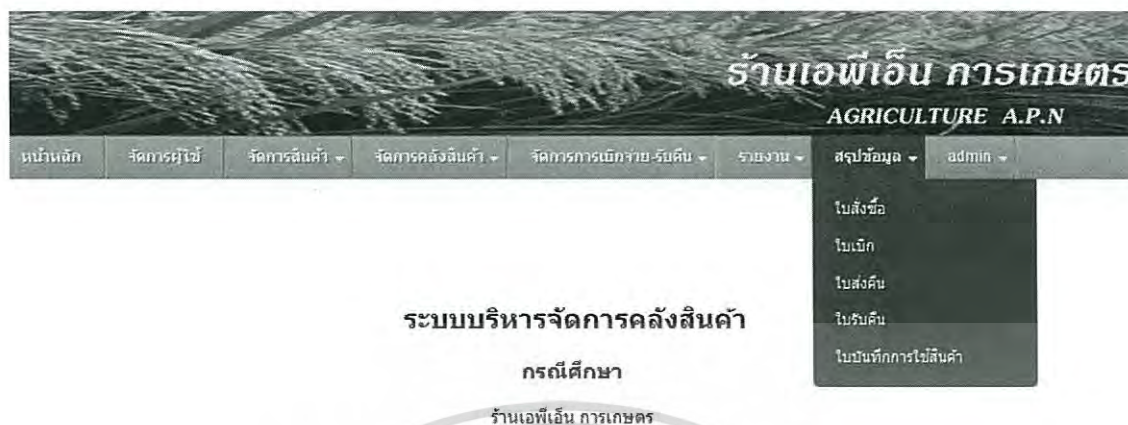 ร้านเอพีเอ็น การเกษตร
AGRICULTURE A.P.N
หน้าหลัก จัดการผู้ใช้ จัดการสินค้า จัดการคลังสินค้า จัดการการเบิกจ่าย-รับคืน รายงาน สรุปข้อมูล admin
ใบสั่งซื้อ
ใบเบิก
ใบส่งคืน
ใบรับคืน
ใบบันทึกการใช้สินค้า
ระบบบริหารจัดการคลังสินค้า
กรณีศึกษา
ร้านเอพีเอ็น การเกษตร